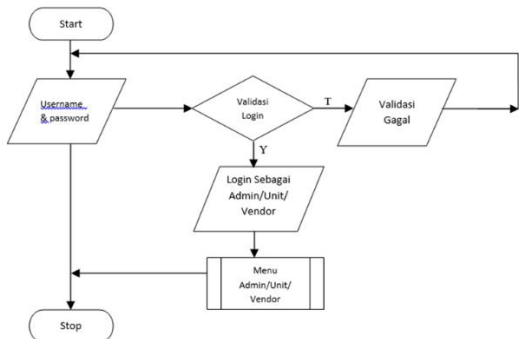 Start
Username
& password
Validasi
Login
T
Validasi
Gagal
Y
Login Sebagai
Admin/Unit/
Vendor
Menu
Admin/Unit/
Vendor
Stop